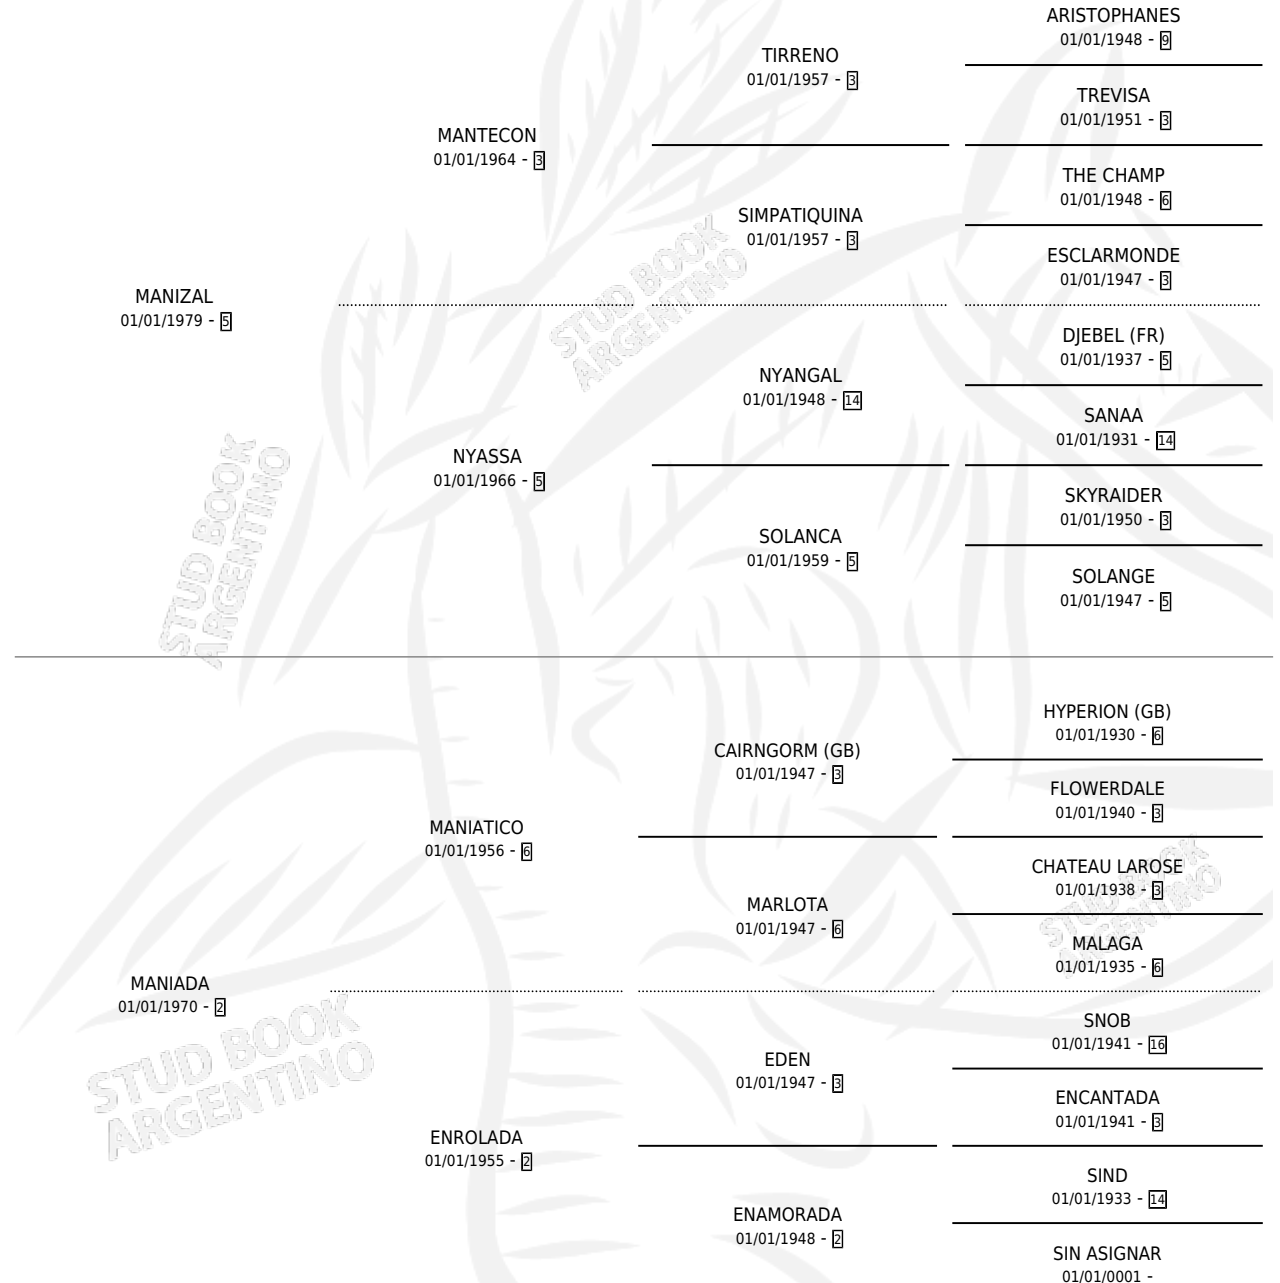 ARISTOPHANES
01/01/1948 - 9
TIRRENO
01/01/1957 - 3
TREVISA
01/01/1951 - 3
MANTECON
01/01/1964 - 3
THE CHAMP
01/01/1948 - 6
SIMPATIQUINA
01/01/1957 - 3
ESCLARMONDE
01/01/1947 - 3
MANIZAL
01/01/1979 - 5
STUD BOOK
ARGENTINO
DJEBEL (FR)
01/01/1937 - 5
NYANGAL
01/01/1948 - 14
SANAA
01/01/1931 - 14
NYASSA
01/01/1966 - 5
SKYRAIDER
01/01/1950 - 3
SOLANCA
01/01/1959 - 5
SOLANGE
01/01/1947 - 5
STUD BOOK
ARGENTINO
HYPERION (GB)
01/01/1930 - 6
CAIRNGORM (GB)
01/01/1947 - 3
FLOWERDALE
01/01/1940 - 3
MANIATICO
01/01/1956 - 6
CHATEAU LAROSE
01/01/1938 - 3
MARLOTA
01/01/1947 - 6
MALAGA
01/01/1935 - 6
STUD BOOK
ARGENTINO
MANIADA
01/01/1970 - 2
SNOB
01/01/1941 - 16
EDEN
01/01/1947 - 3
ENCANTADA
01/01/1941 - 3
STUD BOOK
ARGENTINO
ENROLADA
01/01/1955 - 2
SIND
01/01/1933 - 14
ENAMORADA
01/01/1948 - 2
SIN ASIGNAR
01/01/0001 -